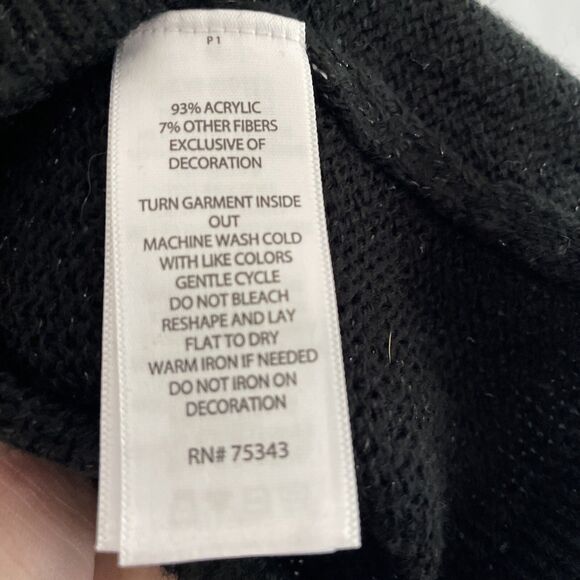 P 1
93% ACRYLIC
7% OTHER FIBERS
EXCLUSIVE OF
DECORATION
TURN GARMENT INSIDE
OUT
MACHINE WASH COLD
WITH LIKE COLORS
GENTLE CYCLE
DO NOT BLEACH
RESHAPE AND LAY
FLAT TO DRY
WARM IRON IF NEEDED
DO NOT IRON ON
DECORATION
RN# 75343